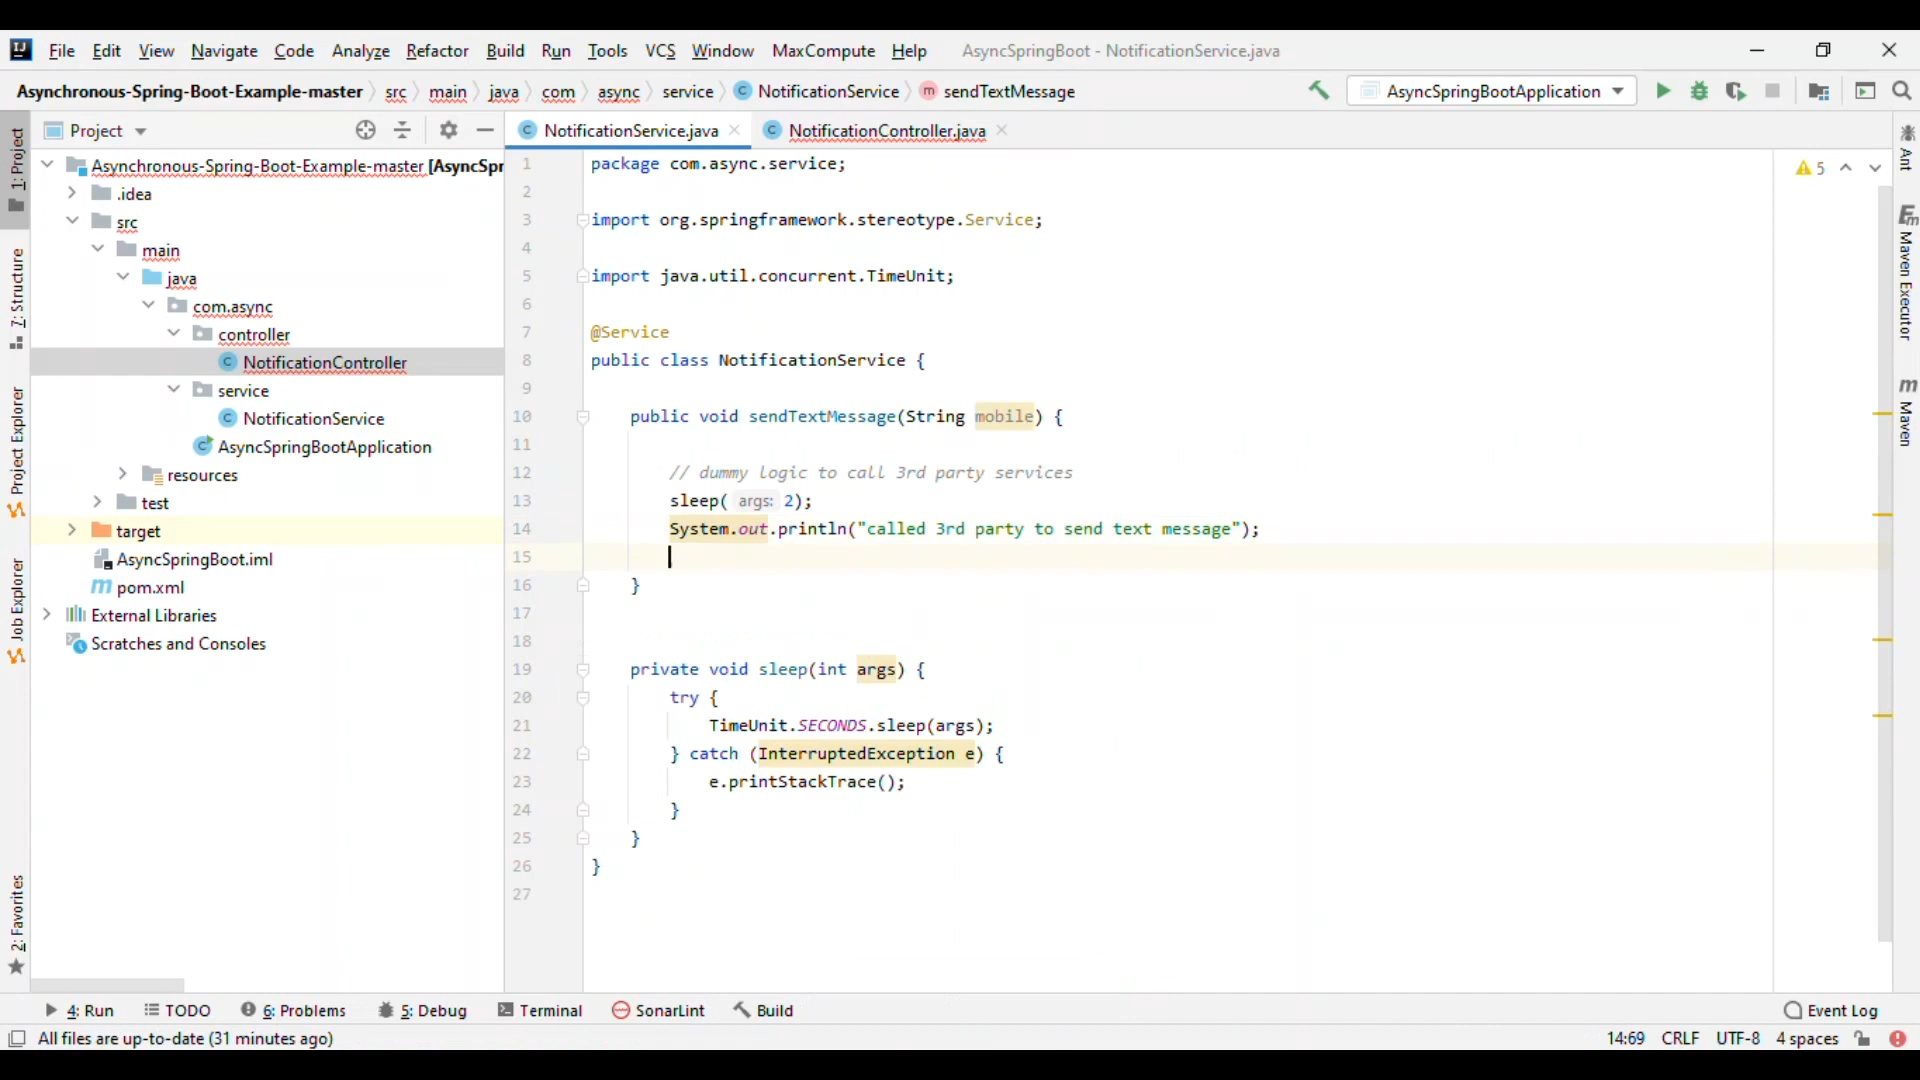 File Edit View Navigate Code Analyze Refactor Build Run Tools VCS Window MaxCompute Help AsyncSpringBoot - NotificationService.java
Asynchronous-Spring-Boot-Example-master src main java com async service NotificationService sendTextMessage AsyncSpringBootApplication
Project NotificationService.java NotificationController.java
1: Project
7: Structure
Project Explorer
Job Explorer
2: Favorites
Asynchronous-Spring-Boot-Example-master [AsyncSpr
.idea
src
main
java
com.async
controller
NotificationController
service
NotificationService
AsyncSpringBootApplication
resources
test
target
AsyncSpringBoot.iml
pom.xml
External Libraries
Scratches and Consoles
1 package com.async.service;
2
3 import org.springframework.stereotype.Service;
4
5 import java.util.concurrent.TimeUnit;
6
7 @Service
8 public class NotificationService {
9
10 public void sendTextMessage(String mobile) {
11
12 // dummy logic to call 3rd party services
13 sleep( args: 2);
14 System.out.println("called 3rd party to send text message");
15
16 }
17
18
19 private void sleep(int args) {
20 try {
21 TimeUnit.SECONDS.sleep(args);
22 } catch (InterruptedException e) {
23 e.printStackTrace();
24 }
25 }
26 }
27
5
Ant
Maven Executor
Maven
4: Run TODO 6: Problems 5: Debug Terminal SonarLint Build Event Log
All files are up-to-date (31 minutes ago) 14:69 CRLF UTF-8 4 spaces